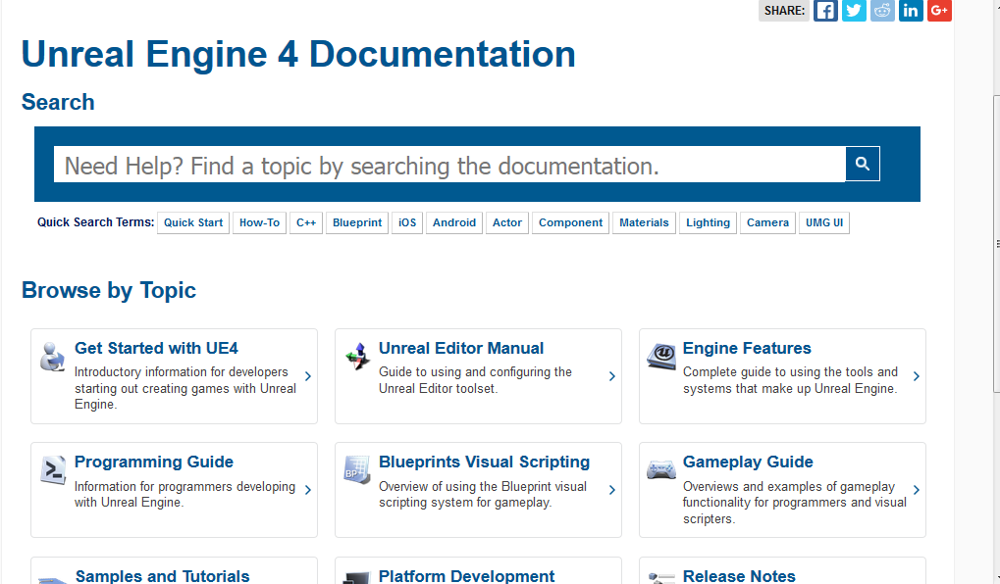 SHARE:
G+
Unreal Engine 4 Documentation
Search
Need Help? Find a topic by searching the documentation.
Quick Search Terms: Quick Start How-To C++ Blueprint iOS Android Actor Component Materials Lighting Camera UMG UI
Browse by Topic
Get Started with UE4
Introductory information for developers
starting out creating games with Unreal
Engine.
Unreal Editor Manual
Guide to using and configuring the
Unreal Editor toolset.
Engine Features
Complete guide to using the tools and
systems that make up Unreal Engine.
Programming Guide
Information for programmers developing
with Unreal Engine.
BP
Blueprints Visual Scripting
Overview of using the Blueprint visual
scripting system for gameplay.
Gameplay Guide
Overviews and examples of gameplay
functionality for programmers and visual
scripters.
Samples and Tutorials
Platform Development
Release Notes